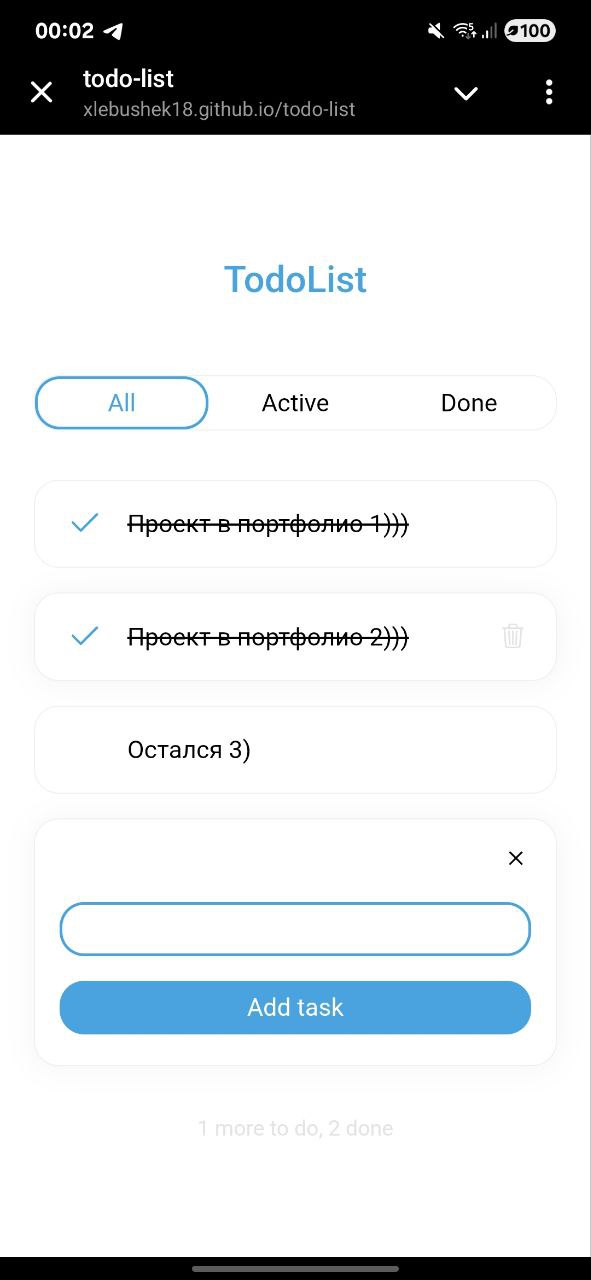 00:02
5
100
todo-list
xlebushek18.github.io/todo-list
TodoList
All Active Done
Проект в портфолио 1)))
Проект в портфолио 2)))
Остался 3)
Add task
1 more to do, 2 done